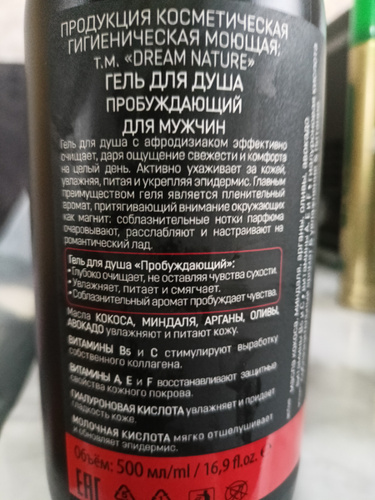 ПРОДУКЦИЯ КОСМЕТИЧЕСКАЯ
ГИГИЕНИЧЕСКАЯ МОЮЩАЯ;
т.м. «DREAM NATURE»
ГЕЛЬ ДЛЯ ДУША
ПРОБУЖДАЮЩИЙ
ДЛЯ МУЖЧИН
Гель для душа с афродизиаком эффективно
очищает, даря ощущение свежести и комфорта
на целый день. Активно ухаживает за кожей,
увлажняя, питая и укрепляя эпидермис. Главным
преимуществом геля является пленительный
аромат, притягивающий внимание окружающих
как магнит: соблазнительные нотки парфюма
очаровывают, расслабляют и настраивают на
романтический лад.
Гель для душа «Пробуждающий»:
• Глубоко очищает, не оставляя чувства сухости.
• Увлажняет, питает и смягчает.
• Соблазнительный аромат пробуждает чувства.
Масла КОКОСА, МИНДАЛЯ, АРГАНЫ, ОЛИВЫ,
АВОКАДО увлажняют и питают кожу.
ВИТАМИНЫ B5 и C стимулируют выработку
собственного коллагена.
ВИТАМИНЫ A, E и F восстанавливают защитные
свойства кожного покрова.
ГИАЛУРОНОВАЯ КИСЛОТА увлажняет и придает
гладкость коже.
МОЛОЧНАЯ КИСЛОТА мягко отшелушивает
и обновляет эпидермис.
Объём: 500 мл/ml / 16,9 fl.oz. e
EAC